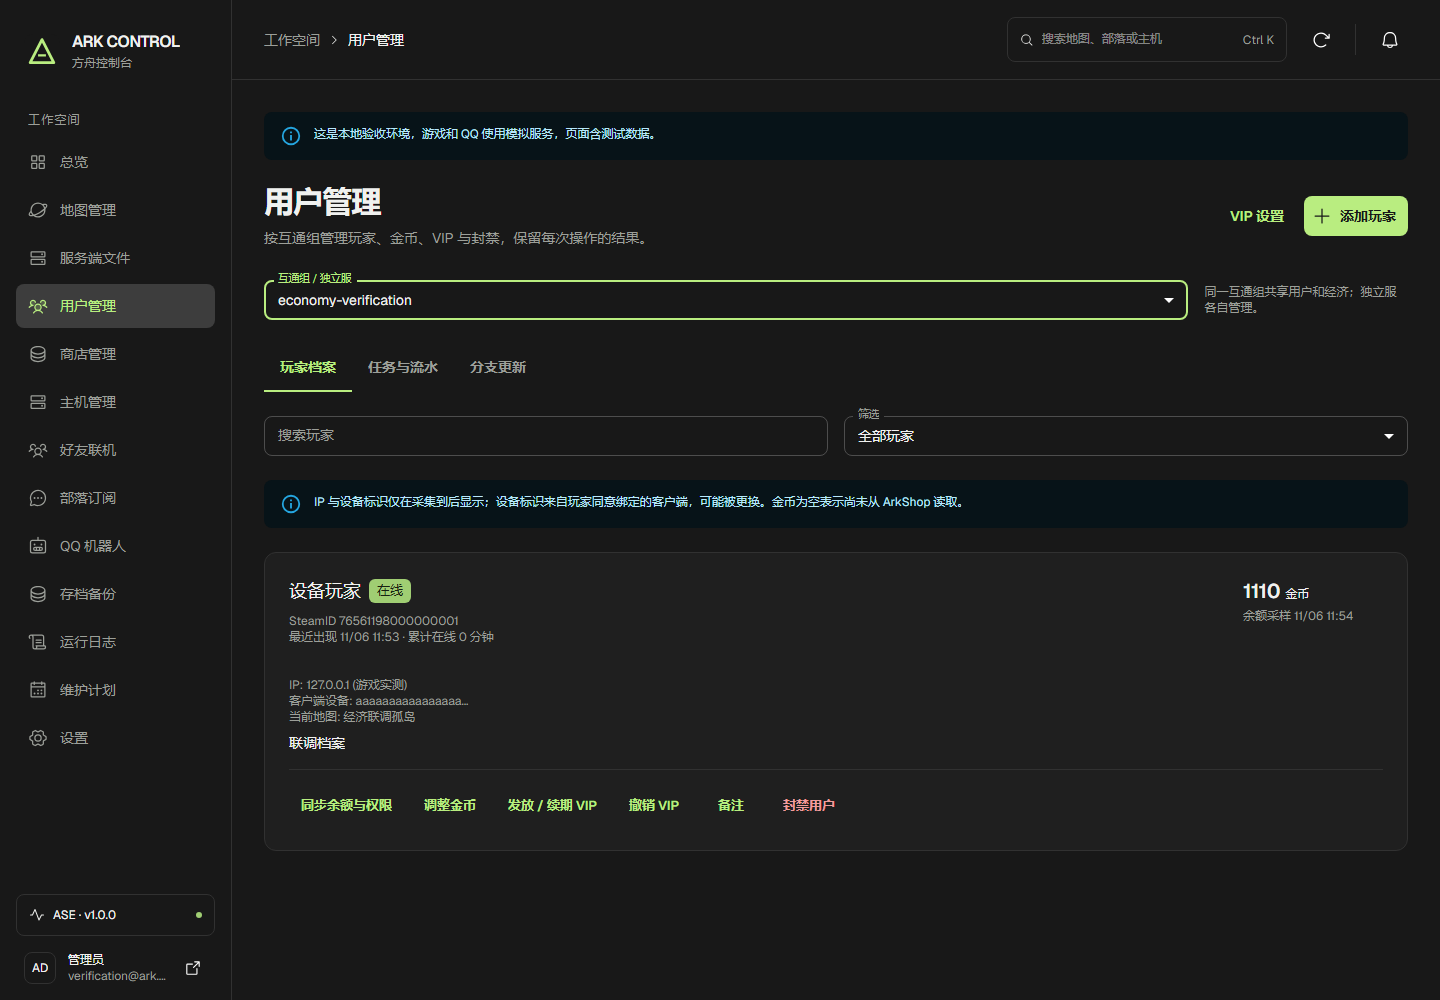 ARK CONTROL
方舟控制台
工作空间
总览
地图管理
服务端文件
用户管理
商店管理
主机管理
好友联机
部落订阅
QQ 机器人
存档备份
运行日志
维护计划
设置
ASE · v1.0.0
AD
管理员
verification@ark....
工作空间 > 用户管理
搜索地图、部落或主机
Ctrl K
这是本地验收环境，游戏和 QQ 使用模拟服务，页面含测试数据。
用户管理
按互通组管理玩家、金币、VIP 与封禁，保留每次操作的结果。
VIP 设置
添加玩家
互通组 / 独立服
economy-verification
同一互通组共享用户和经济；独立服
各自管理。
玩家档案
任务与流水
分支更新
搜索玩家
筛选
全部玩家
IP 与设备标识仅在采集到后显示；设备标识来自玩家同意绑定的客户端，可能被更换。金币为空表示尚未从 ArkShop 读取。
设备玩家
在线
SteamID 76561198000000001
最近出现 11/06 11:53 · 累计在线 0 分钟
1110 金币
余额采样 11/06 11:54
IP: 127.0.0.1 (游戏实测)
客户端设备: aaaaaaaaaaaaaaaa...
当前地图: 经济联调孤岛
联调档案
同步余额与权限
调整金币
发放 / 续期 VIP
撤销 VIP
备注
封禁用户